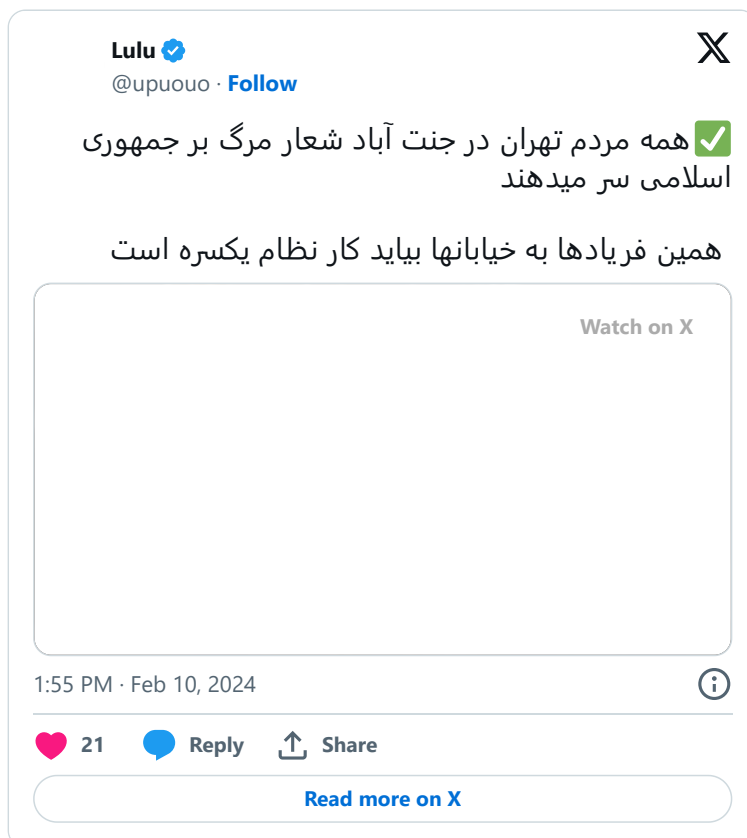 Lulu
@upuouo · Follow
✅همه مردم تهران در جنت آباد شعار مرگ بر جمهوری
اسلامی سر میدهند
همین فریادها به خیابانها بیاید کار نظام یکسره است
Watch on X
1:55 PM · Feb 10, 2024
21 Reply Share
Read more on X